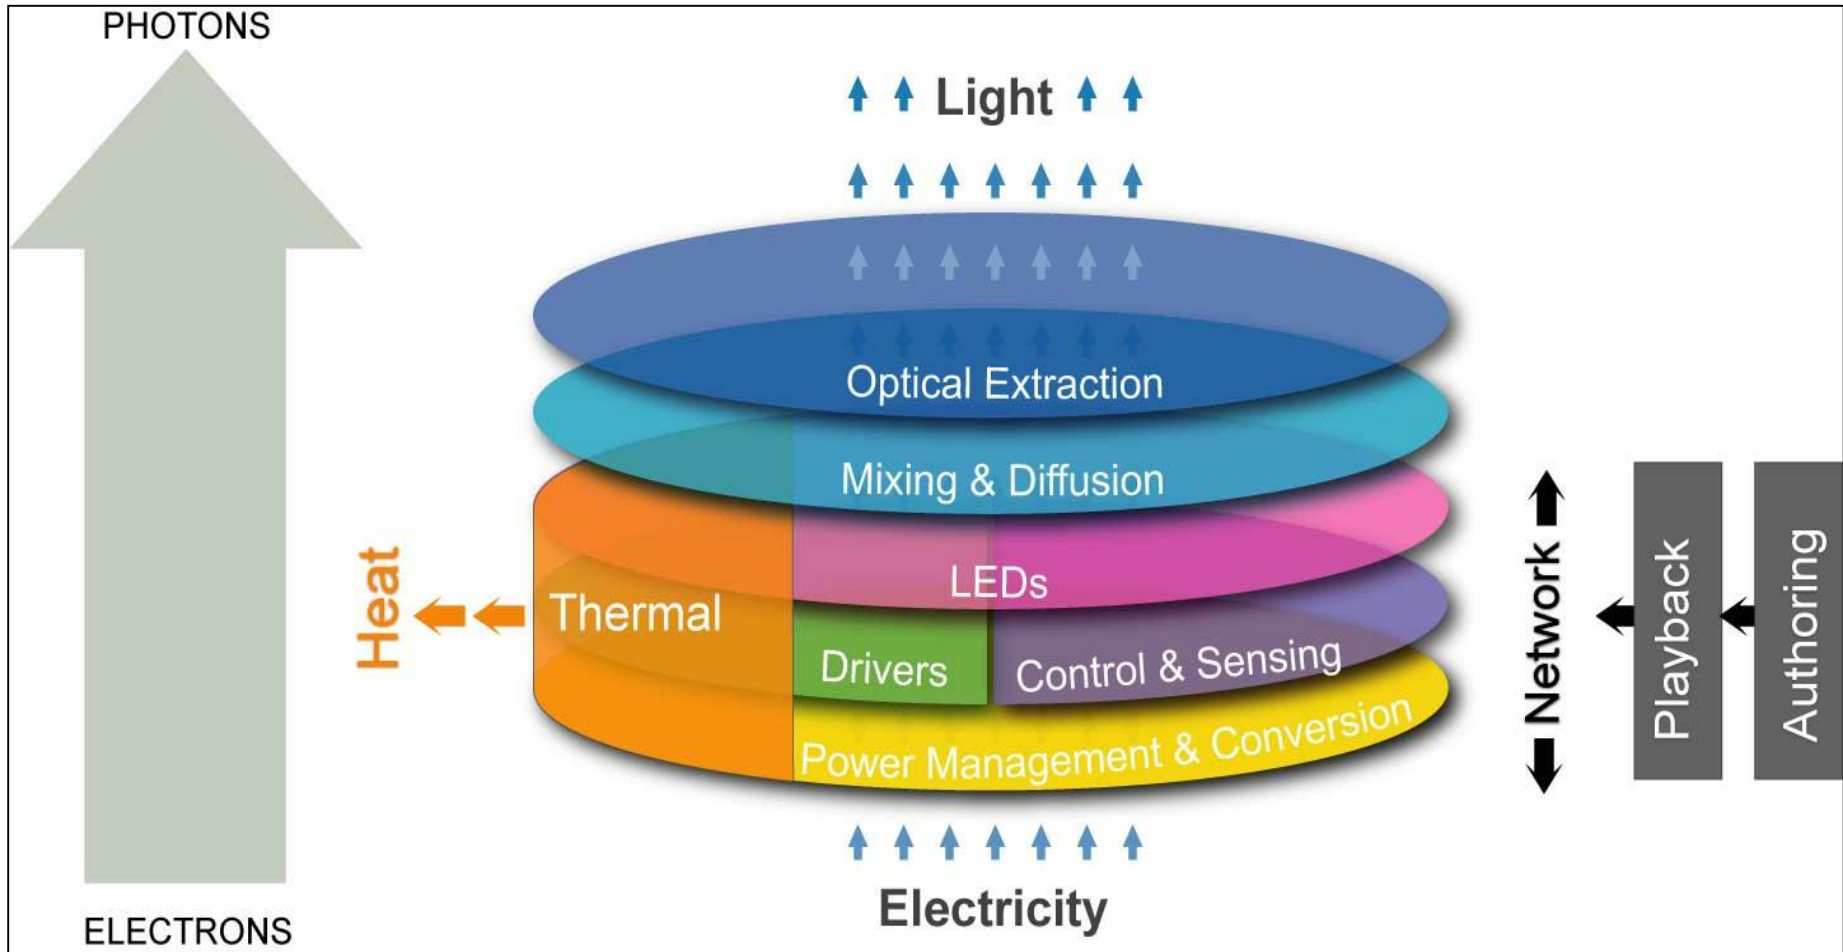 PHOTONS
Light
Optical Extraction
Mixing & Diffusion
LEDs
Thermal
Heat
Drivers
Control & Sensing
Power Management & Conversion
Network
Playback
Authoring
Electricity
ELECTRONS